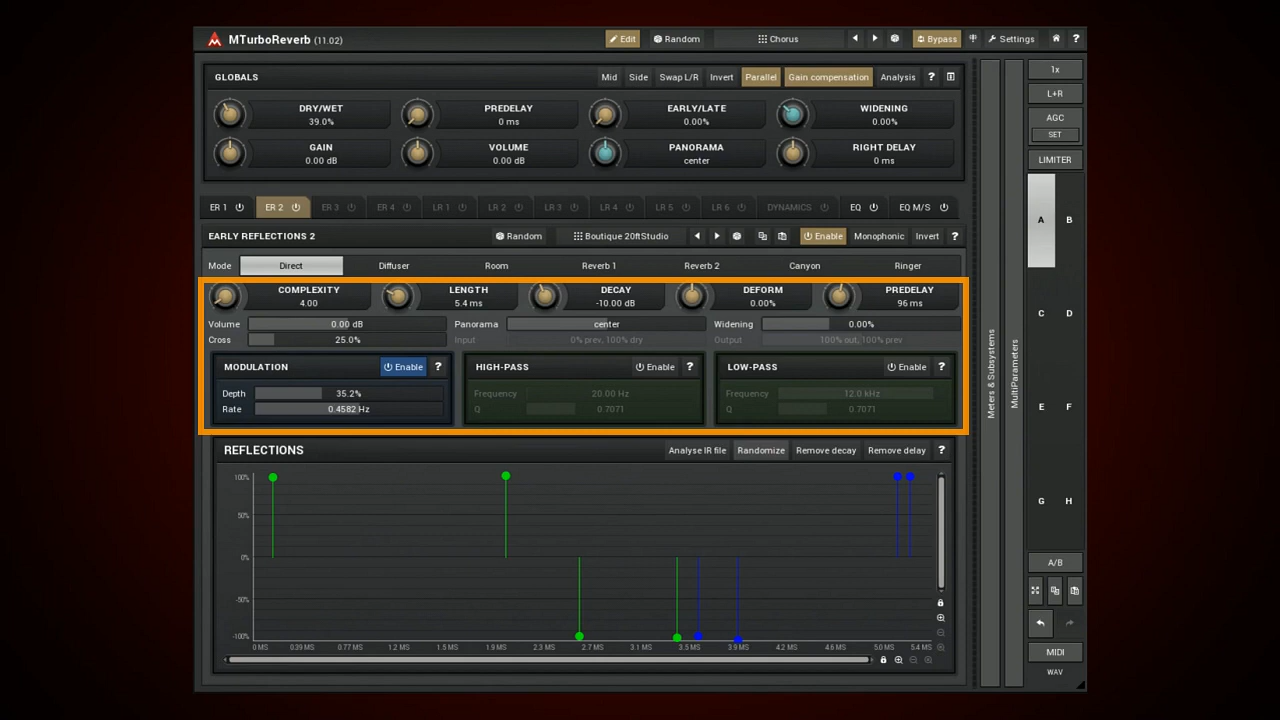 MTurboReverb (11.02) Edit Random Chorus Bypass Settings ?
GLOBALS Mid Side Swap L/R Invert Parallel Gain compensation Analysis ?
DRY/WET PREDELAY EARLY/LATE WIDENING
39.0% 0 ms 0.00% 0.00%
GAIN VOLUME PANORAMA RIGHT DELAY
0.00 dB 0.00 dB center 0 ms
ER 1 ER 2 ER 3 ER 4 LR 1 LR 2 LR 3 LR 4 LR 5 LR 6 DYNAMICS EQ EQ M/S
EARLY REFLECTIONS 2 Random Boutique 20ftStudio Enable Monophonic Invert ?
Mode Direct Diffuser Room Reverb 1 Reverb 2 Canyon Ringer
COMPLEXITY LENGTH DECAY DEFORM PREDELAY
4.00 5.4 ms -10.00 dB 0.00% 96 ms
Volume 0.00 dB Panorama center Widening 0.00%
Cross 25.0% Input 0% prev, 100% dry Output 100% out, 100% prev
MODULATION Enable ? HIGH-PASS Enable ? LOW-PASS Enable ?
Depth 35.2% Frequency 20.00 Hz Frequency 12.0 kHz
Rate 0.4582 Hz Q 0.7071 Q 0.7071
REFLECTIONS Analyse IR file Randomize Remove decay Remove delay ?
100%
50%
0%
-50%
-100%
0 MS 0.39 MS 0.77 MS 1.2 MS 1.5 MS 1.9 MS 2.3 MS 2.7 MS 3.1 MS 3.5 MS 3.9 MS 4.2 MS 4.6 MS 5.0 MS 5.4 MS
Meters & Subsystems
MultiParameters
1x
L+R
AGC
SET
LIMITER
A B
C D
E F
G H
A/B
MIDI
WAV